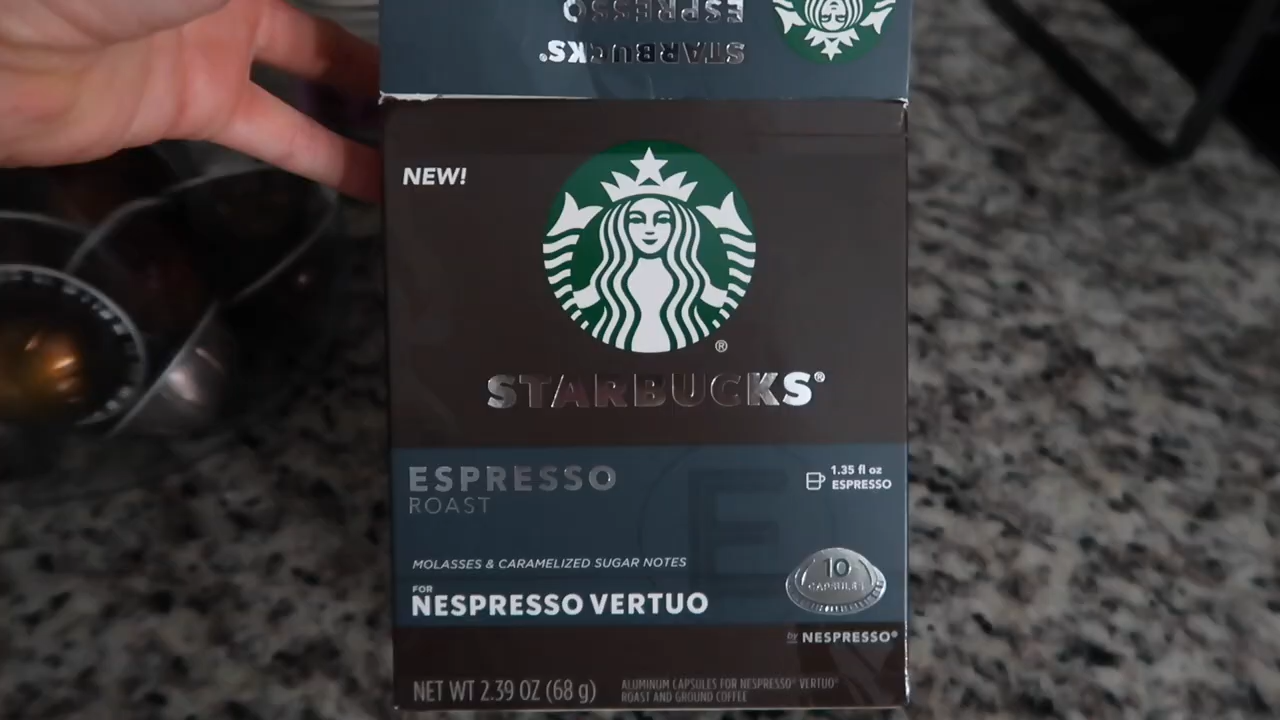 ESPRESSO
STARBUCKS®
NEW!
®
STARBUCKS®
ESPRESSO
ROAST
1.35 fl oz
ESPRESSO
MOLASSES & CARAMELIZED SUGAR NOTES
FOR
NESPRESSO VERTUO
10
CAPSULES
by NESPRESSO®
NET WT 2.39 OZ (68 g)
ALUMINUM CAPSULES FOR NESPRESSO® VERTUO®
ROAST AND GROUND COFFEE